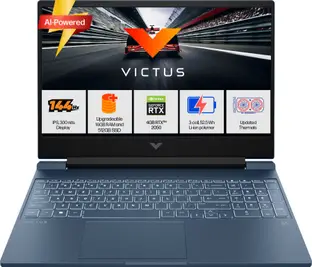 AI-Powered
VICTUS
144Hz
GEFORCE
RTX
IPS, 300 nits
Display
Upgradeable
16GB RAM and
512GB SSD
4GB RTX™
2050
3-cell, 52.5 Wh
Li-ion polymer
Updated
Thermals